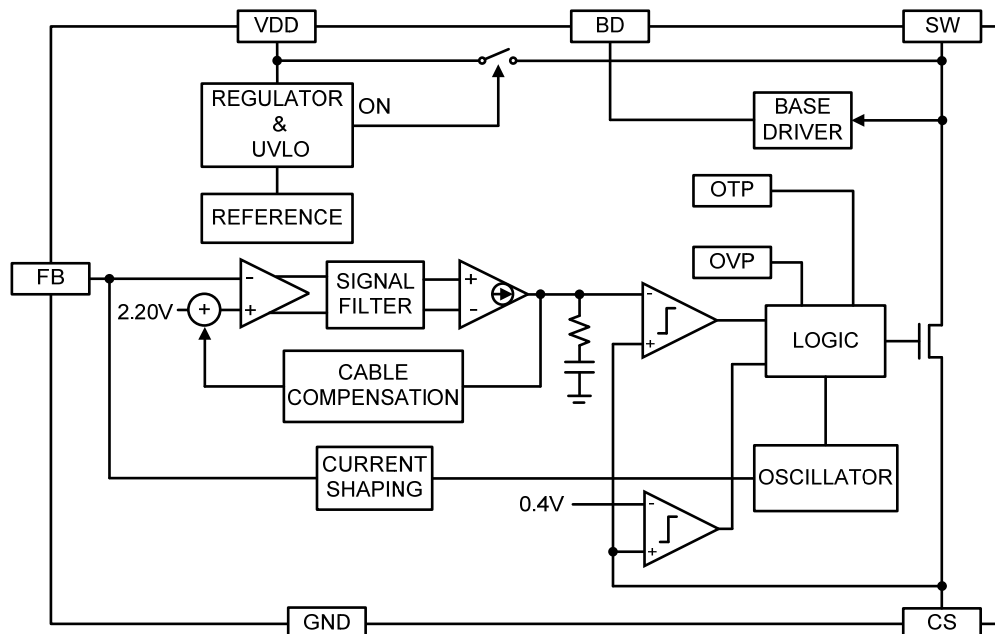 VDD
BD
SW
REGULATOR
&
UVLO
ON
BASE
DRIVER
REFERENCE
OTP
OVP
FB
-
+
2.20V
+
SIGNAL
FILTER
+
-
-
+
LOGIC
CABLE
COMPENSATION
CURRENT
SHAPING
OSCILLATOR
0.4V
-
+
GND
CS